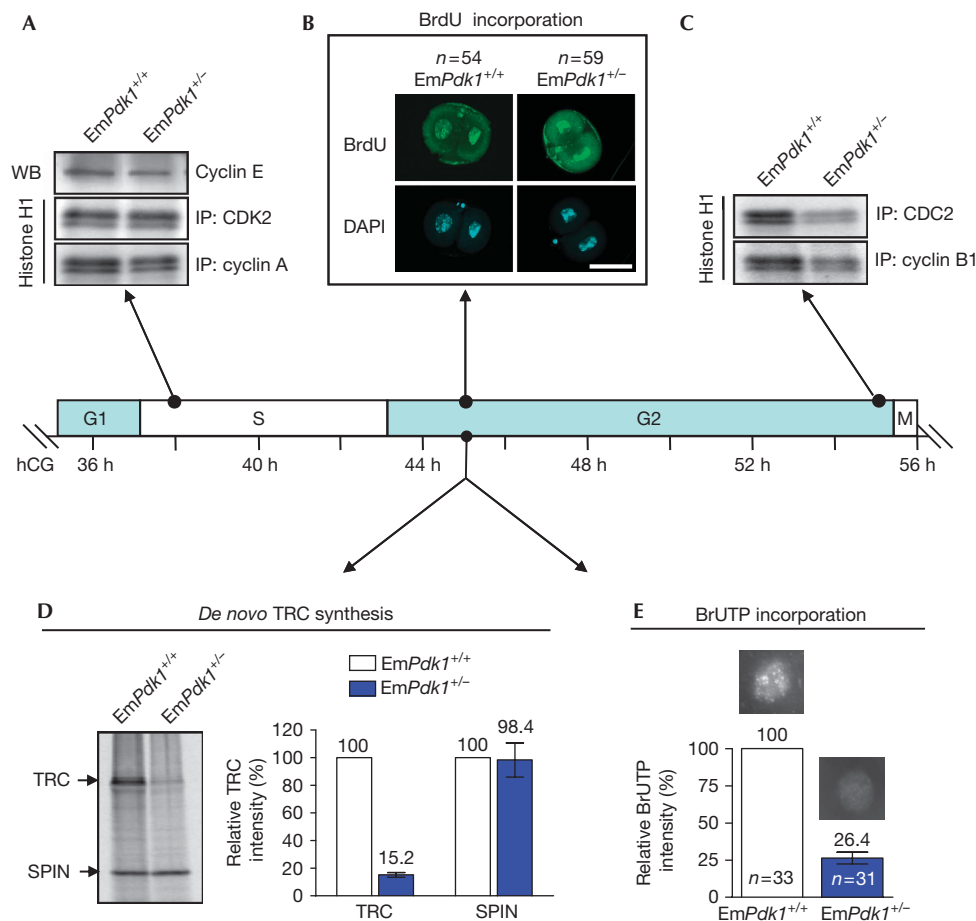 A
EmPdk1+/+
EmPdk1+/−
WB
Cyclin E
Histone H1
IP: CDK2
IP: cyclin A
B
BrdU incorporation
n=54
EmPdk1+/+
n=59
EmPdk1+/−
BrdU
DAPI
C
EmPdk1+/+
EmPdk1+/−
Histone H1
IP: CDC2
IP: cyclin B1
G1
S
G2
M
hCG
36 h
40 h
44 h
48 h
52 h
56 h
D
De novo TRC synthesis
EmPdk1+/+
EmPdk1+/−
TRC
SPIN
EmPdk1+/+
EmPdk1+/−
Relative TRC
intensity (%)
120
100
80
60
40
20
0
100
15.2
100
98.4
TRC
SPIN
E
BrUTP incorporation
Relative BrUTP
intensity (%)
100
75
50
25
0
100
26.4
n=33
n=31
EmPdk1+/+
EmPdk1+/−